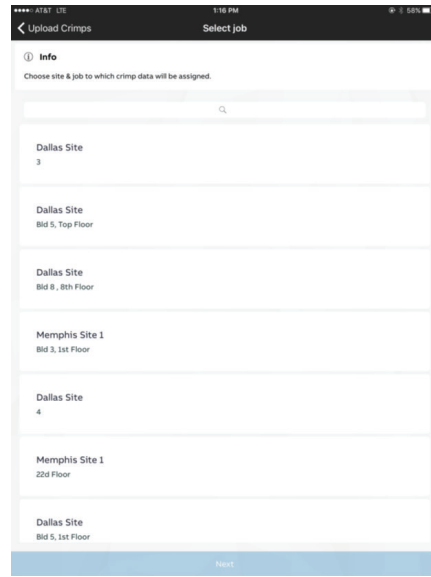 AT&T LTE 1:16 PM 58%
Upload Crimps Select job
Info
Choose site & job to which crimp data will be assigned.
Dallas Site
3
Dallas Site
Bld 5, Top Floor
Dallas Site
Bld 8 , 8th Floor
Memphis Site 1
Bld 3, 1st Floor
Dallas Site
4
Memphis Site 1
22d Floor
Dallas Site
Bld 5, 1st Floor
Next